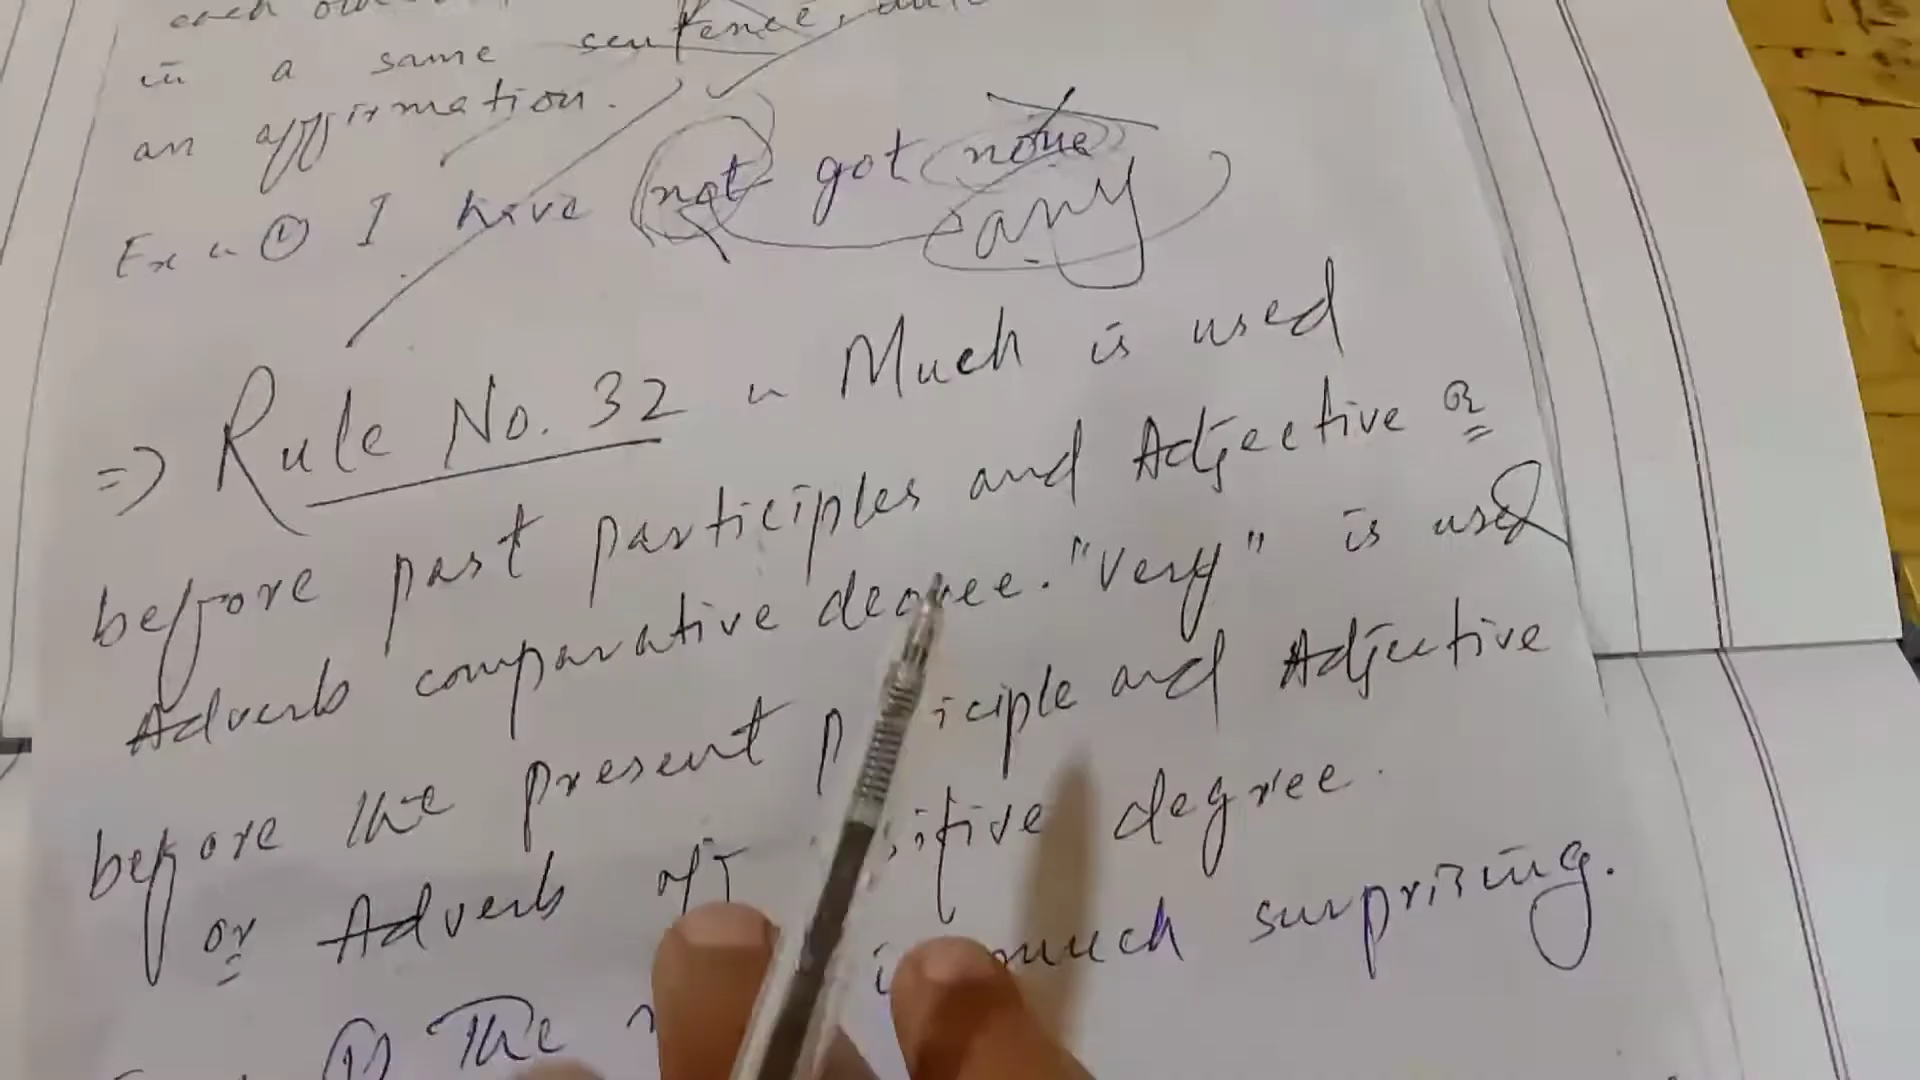 in a same sentence,
an affirmation.
Ex ① I have not got none
any
=) Rule No. 32 Much is used
before past participles and Adjective or
Adverb comparative degree. "Very" is used
before the present iciple and Adjective
or Adverb of itive degree.
① The much surprising.